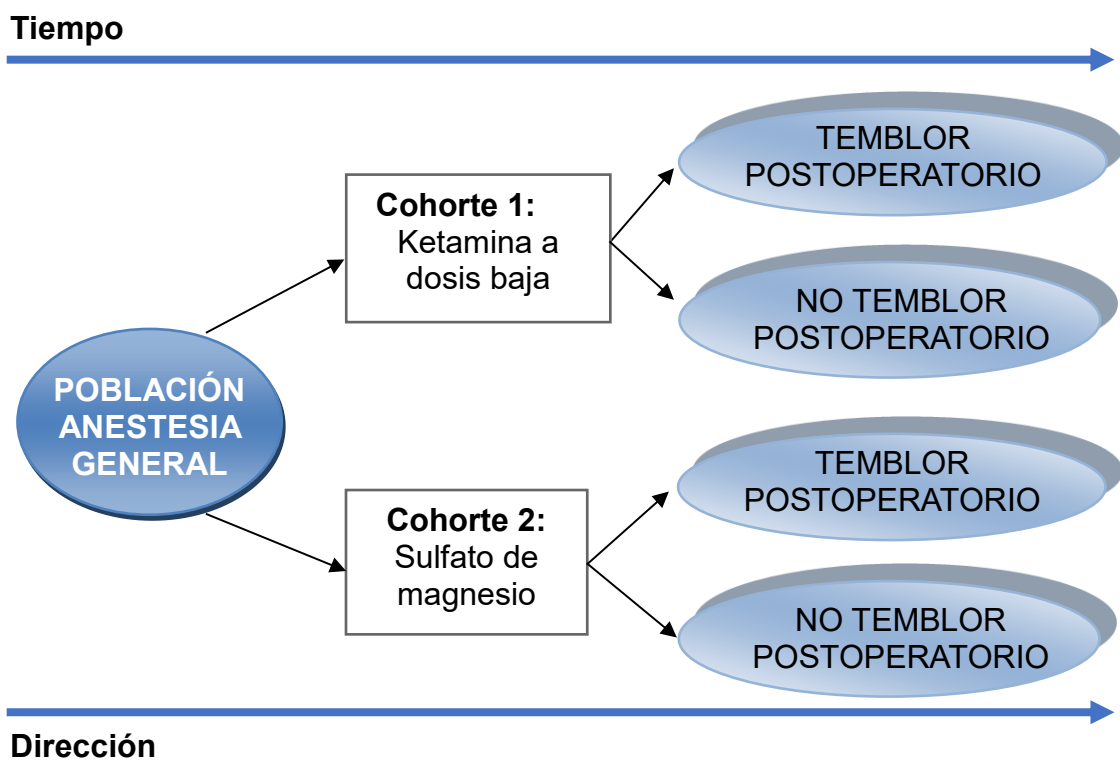 Tiempo
TEMBLOR
POSTOPERATORIO
Cohorte 1:
Ketamina a
dosis baja
NO TEMBLOR
POSTOPERATORIO
POBLACIÓN
ANESTESIA
GENERAL
TEMBLOR
POSTOPERATORIO
Cohorte 2:
Sulfato de
magnesio
NO TEMBLOR
POSTOPERATORIO
Dirección